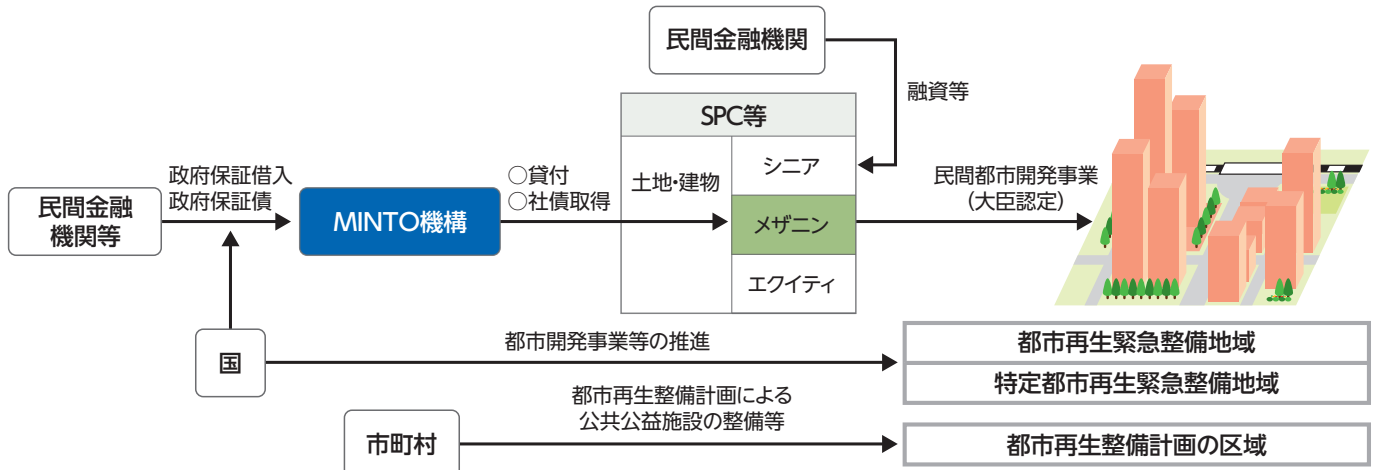 民間金融機関
融資等
SPC等
土地・建物
シニア
メザニン
エクイティ
政府保証借入
政府保証債
○貸付
○社債取得
民間金融
機関等
MINTO機構
民間都市開発事業
（大臣認定）
国
都市開発事業等の推進
都市再生緊急整備地域
特定都市再生緊急整備地域
市町村
都市再生整備計画による
公共公益施設の整備等
都市再生整備計画の区域